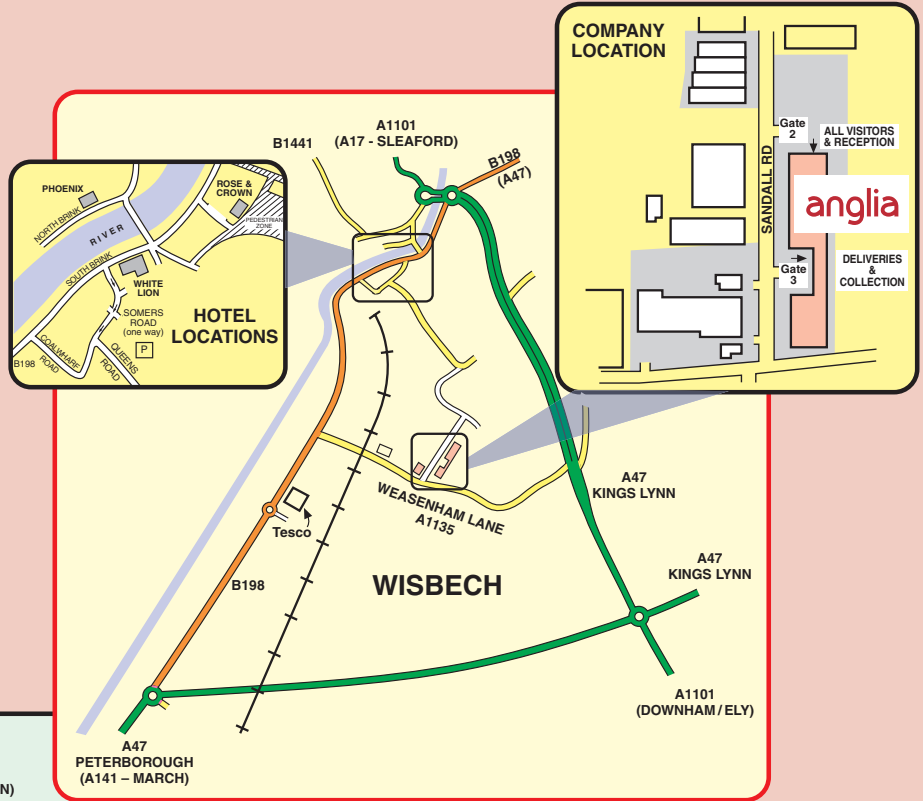 COMPANY
LOCATION
Gate
2
ALL VISITORS
& RECEPTION
SANDALL RD
anglia
Gate
3
DELIVERIES
&
COLLECTION
B1441
A1101
(A17 - SLEAFORD)
B198
(A47)
PHOENIX
ROSE &
CROWN
NORTH BRINK
RIVER
PEDESTRIAN
ZONE
SOUTH BRINK
WHITE
LION
SOMERS
ROAD
(one way)
P
HOTEL
LOCATIONS
B198
COALWHARF
ROAD
QUEENS
ROAD
WEASENHAM LANE
A1135
A47
KINGS LYNN
Tesco
B198
WISBECH
A47
KINGS LYNN
A1101
(DOWNHAM / ELY)
A47
PETERBOROUGH
(A141 – MARCH)
N)